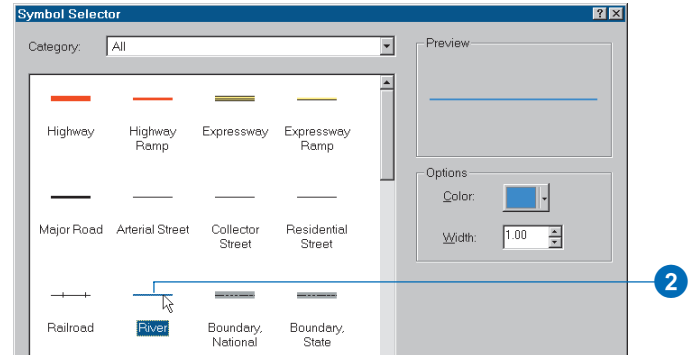 Symbol Selector
Category: All
Preview
Highway
Highway Ramp
Expressway
Expressway Ramp
Options
Color:
Width: 1.00
Major Road
Arterial Street
Collector Street
Residential Street
2
Railroad
River
Boundary, National
Boundary, State